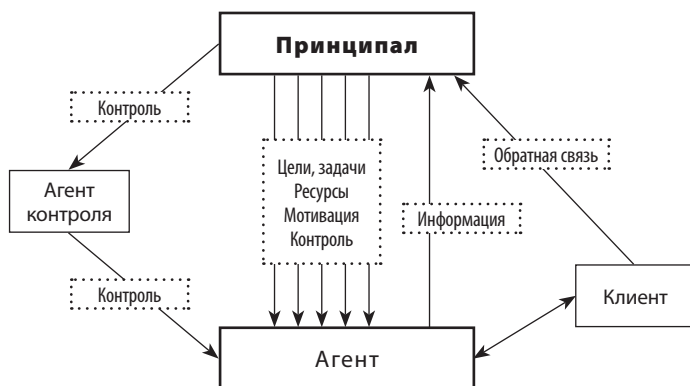 Принципал
Контроль
Обратная связь
Цели, задачи
Ресурсы
Мотивация
Контроль
Агент
контроля
Информация
Контроль
Клиент
Агент